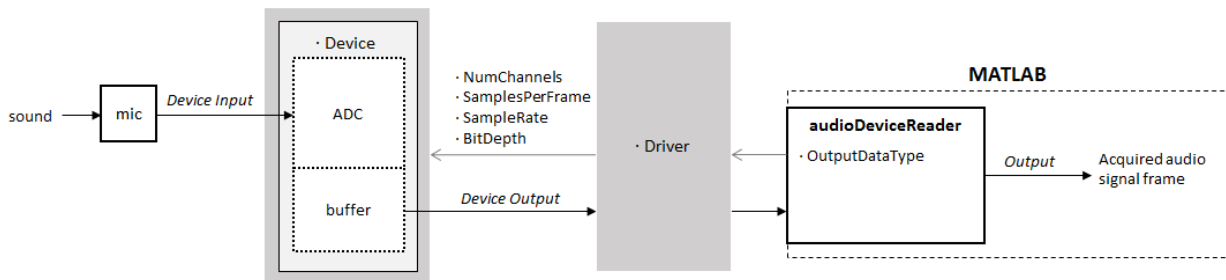 sound
mic
Device Input
· Device
ADC
buffer
· NumChannels
· SamplesPerFrame
· SampleRate
· BitDepth
Device Output
· Driver
MATLAB
audioDeviceReader
· OutputDataType
Output
Acquired audio
signal frame